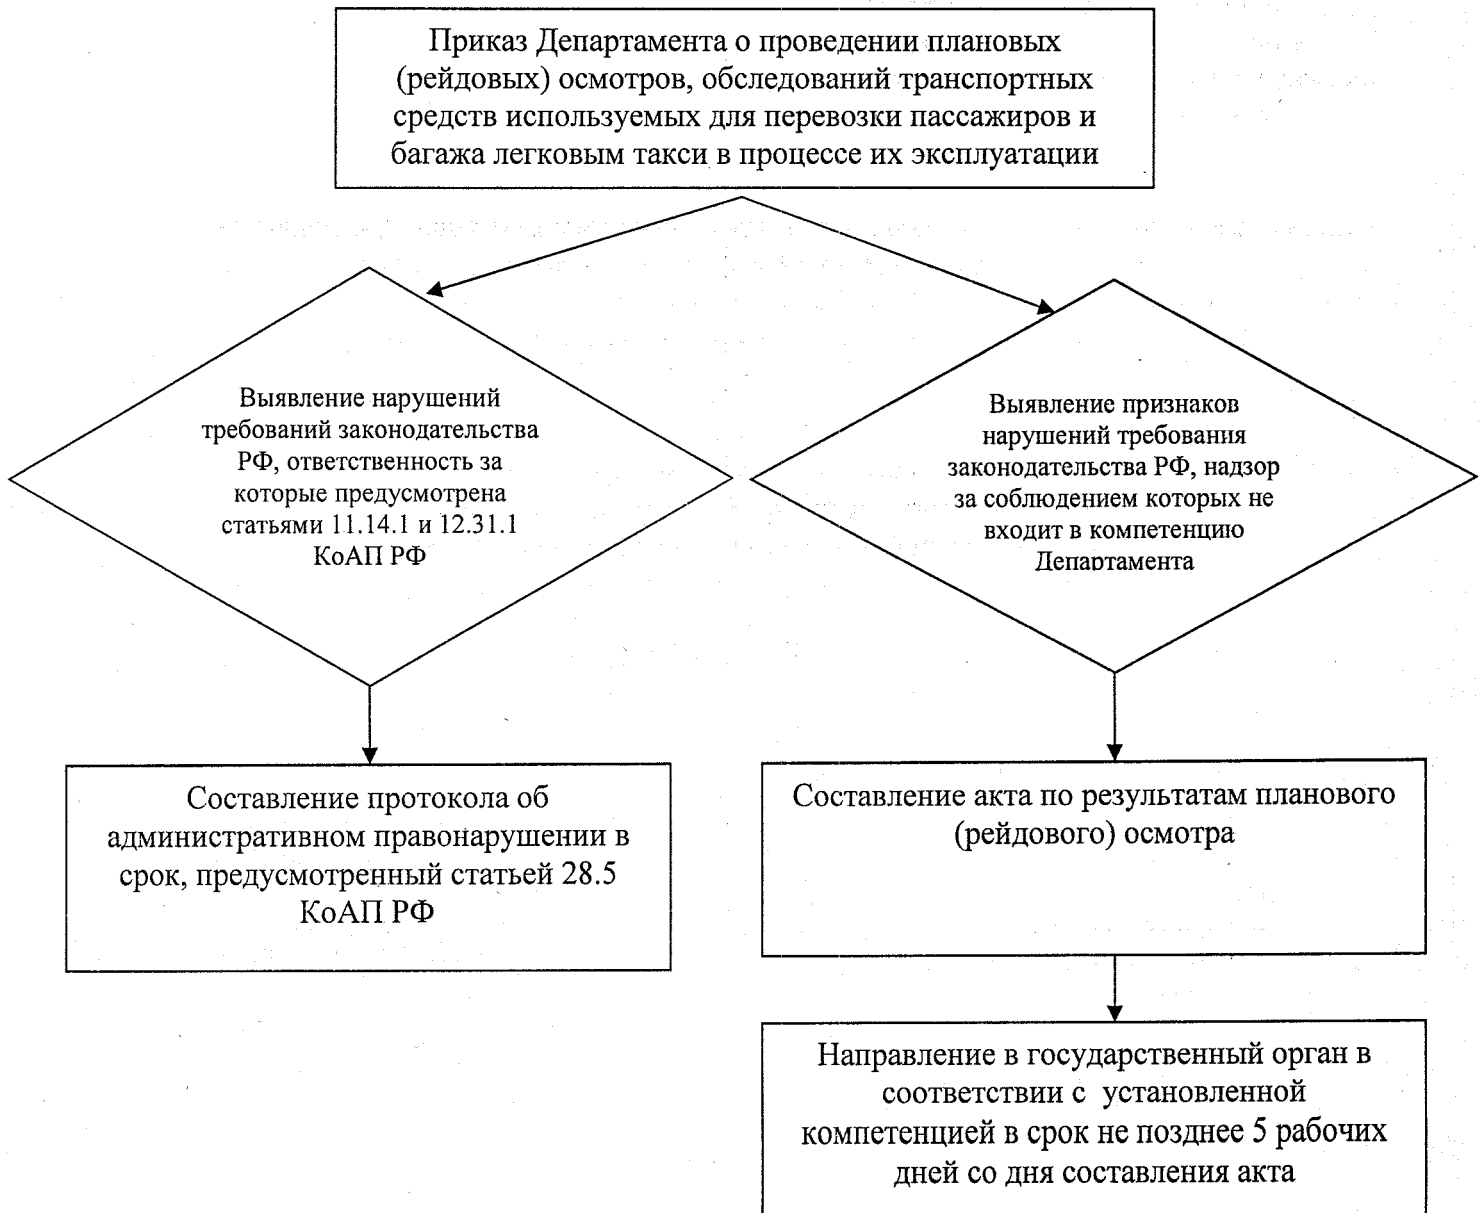 Приказ Департамента о проведении плановых
(рейдовых) осмотров, обследований транспортных
средств используемых для перевозки пассажиров и
багажа легковым такси в процессе их эксплуатации
Выявление нарушений
требований законодательства
РФ, ответственность за
которые предусмотрена
статьями 11.14.1 и 12.31.1
КоАП РФ
Выявление признаков
нарушений требования
законодательства РФ, надзор
за соблюдением которых не
входит в компетенцию
Департамента
Составление протокола об
административном правонарушении в
срок, предусмотренный статьей 28.5
КоАП РФ
Составление акта по результатам планового
(рейдового) осмотра
Направление в государственный орган в
соответствии с установленной
компетенцией в срок не позднее 5 рабочих
дней со дня составления акта